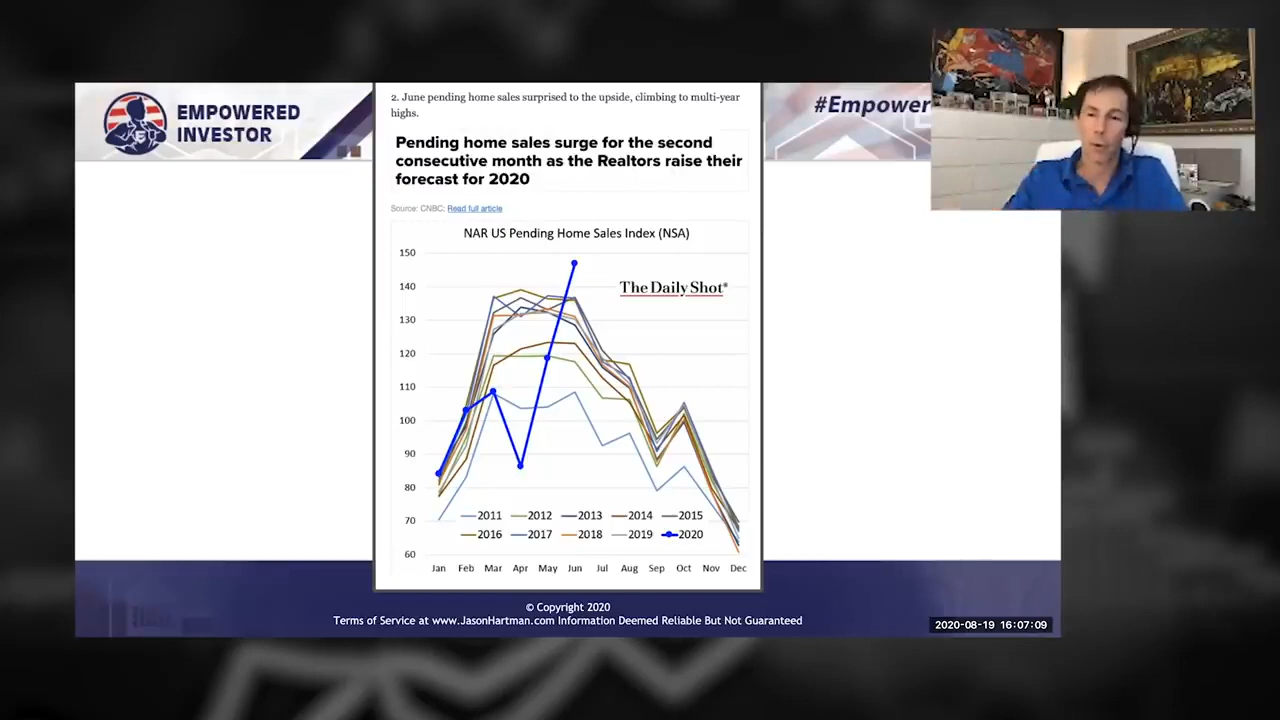 EMPOWERED
INVESTOR
2. June pending home sales surprised to the upside, climbing to multi-year
highs.
#Empower
Pending home sales surge for the second
consecutive month as the Realtors raise their
forecast for 2020
Source: CNBC; Read full article
NAR US Pending Home Sales Index (NSA)
The Daily Shot®
150
140
130
120
110
100
90
80
70
60
2011 2012 2013 2014 2015
2016 2017 2018 2019 2020
Jan Feb Mar Apr May Jun Jul Aug Sep Oct Nov Dec
© Copyright 2020
Terms of Service at www.JasonHartman.com Information Deemed Reliable But Not Guaranteed
2020-08-19 16:07:09